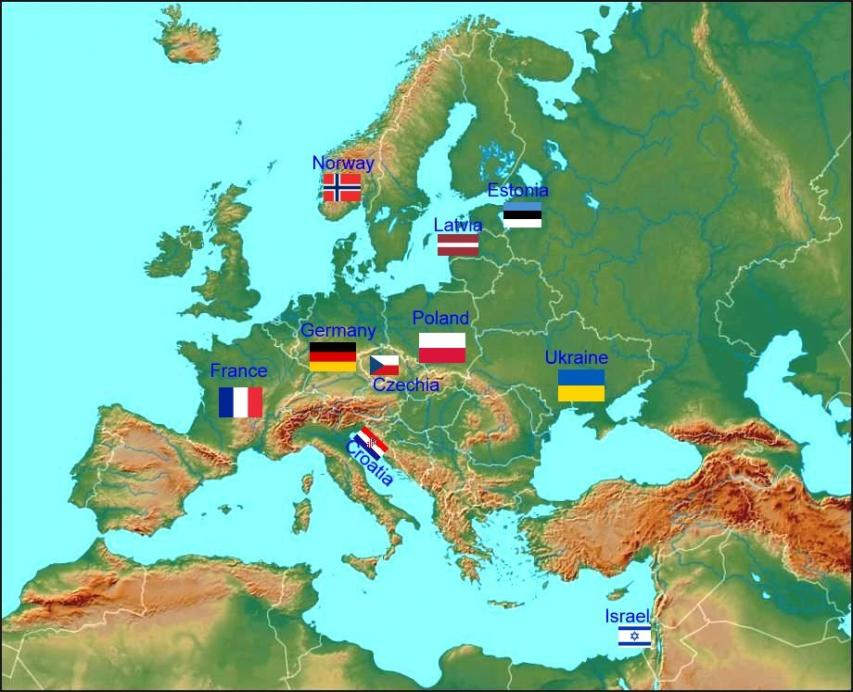 Norway
Estonia
Latvia
Poland
Germany
Ukraine
France
Czechia
Croatia
Israel